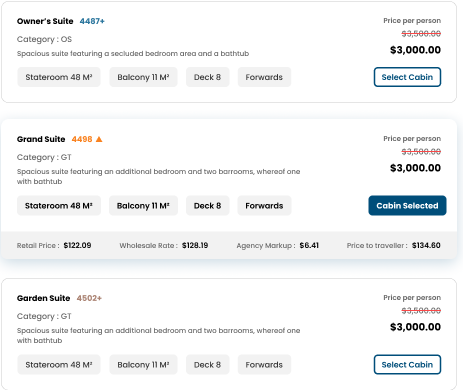 Owner's Suite 4487+ Price per person
Category : OS $3,500.00
Spacious suite featuring a secluded bedroom area and a bathtub $3,000.00
Stateroom 48 M² Balcony 11 M² Deck 8 Forwards Select Cabin
Grand Suite 4498 ▲ Price per person
Category : GT $3,500.00
Spacious suite featuring an additional bedroom and two barrooms, whereof one $3,000.00
with bathtub
Stateroom 48 M² Balcony 11 M² Deck 8 Forwards Cabin Selected
Retail Price : $122.09 Wholesale Rate : $128.19 Agency Markup : $6.41 Price to traveller : $134.60
Garden Suite 4502+ Price per person
Category : GT $3,500.00
Spacious suite featuring an additional bedroom and two barrooms, whereof one $3,000.00
with bathtub
Stateroom 48 M² Balcony 11 M² Deck 8 Forwards Select Cabin